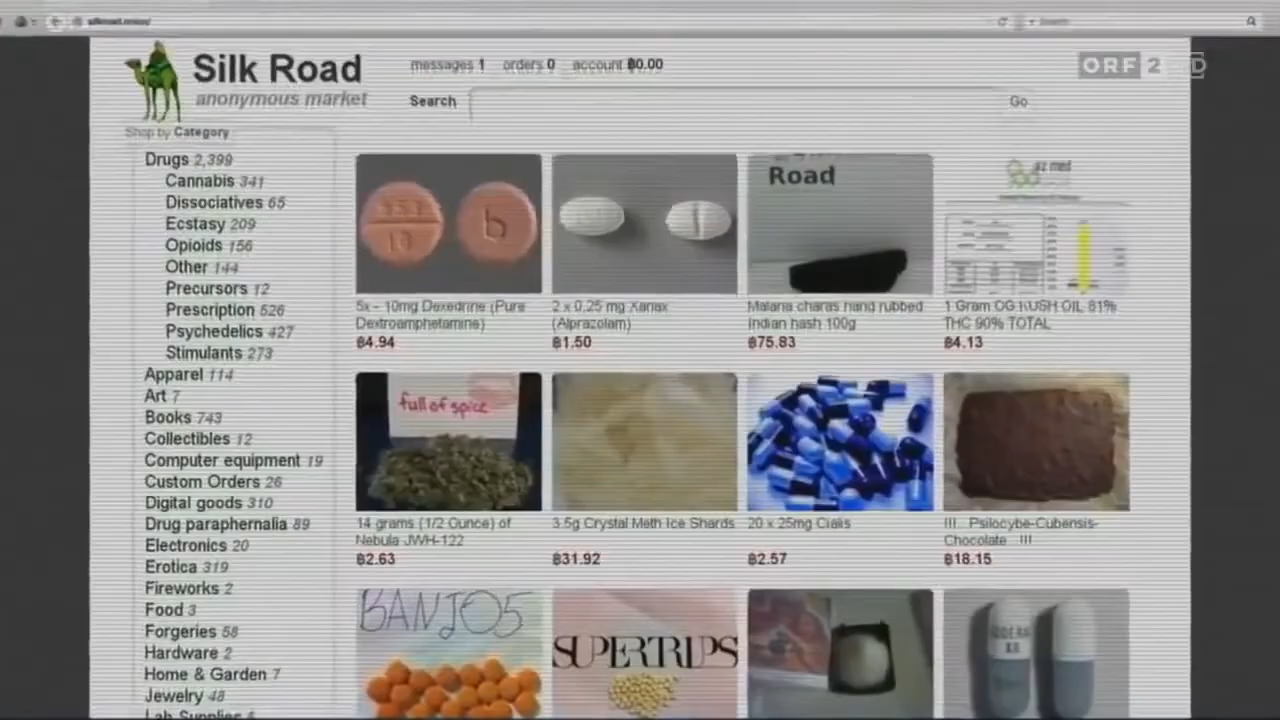 Silk Road
anonymous market
messages 1 orders 0 account ฿0.00
Search
Go
ORF 2
Shop by Category
Drugs 2,399
Cannabis 341
Dissociatives 65
Ecstasy 209
Opioids 156
Other 144
Precursors 12
Prescription 526
Psychedelics 427
Stimulants 273
Apparel 114
Art 7
Books 743
Collectibles 12
Computer equipment 19
Custom Orders 26
Digital goods 310
Drug paraphernalia 89
Electronics 20
Erotica 319
Fireworks 2
Food 3
Forgeries 58
Hardware 2
Home & Garden 7
Jewelry 48
Lab Supplies
10
b
Road
az med
5x - 10mg Dexedrine (Pure
Dextroamphetamine)
฿4.94
2 x 0,25 mg Xanax
(Alprazolam)
฿1.50
Malana charas hand rubbed
Indian hash 100g
฿75.83
1 Gram OG KUSH OIL 81%
THC 90% TOTAL
฿4.13
full of spice
14 grams (1/2 Ounce) of
Nebula JWH-122
฿2.63
3.5g Crystal Meth Ice Shards
฿31.92
20 x 25mg Cialis
฿2.57
!!!.. Psilocybe-Cubensis-
Chocolate ..!!!
฿18.15
BANJO5
SUPERTRIPS